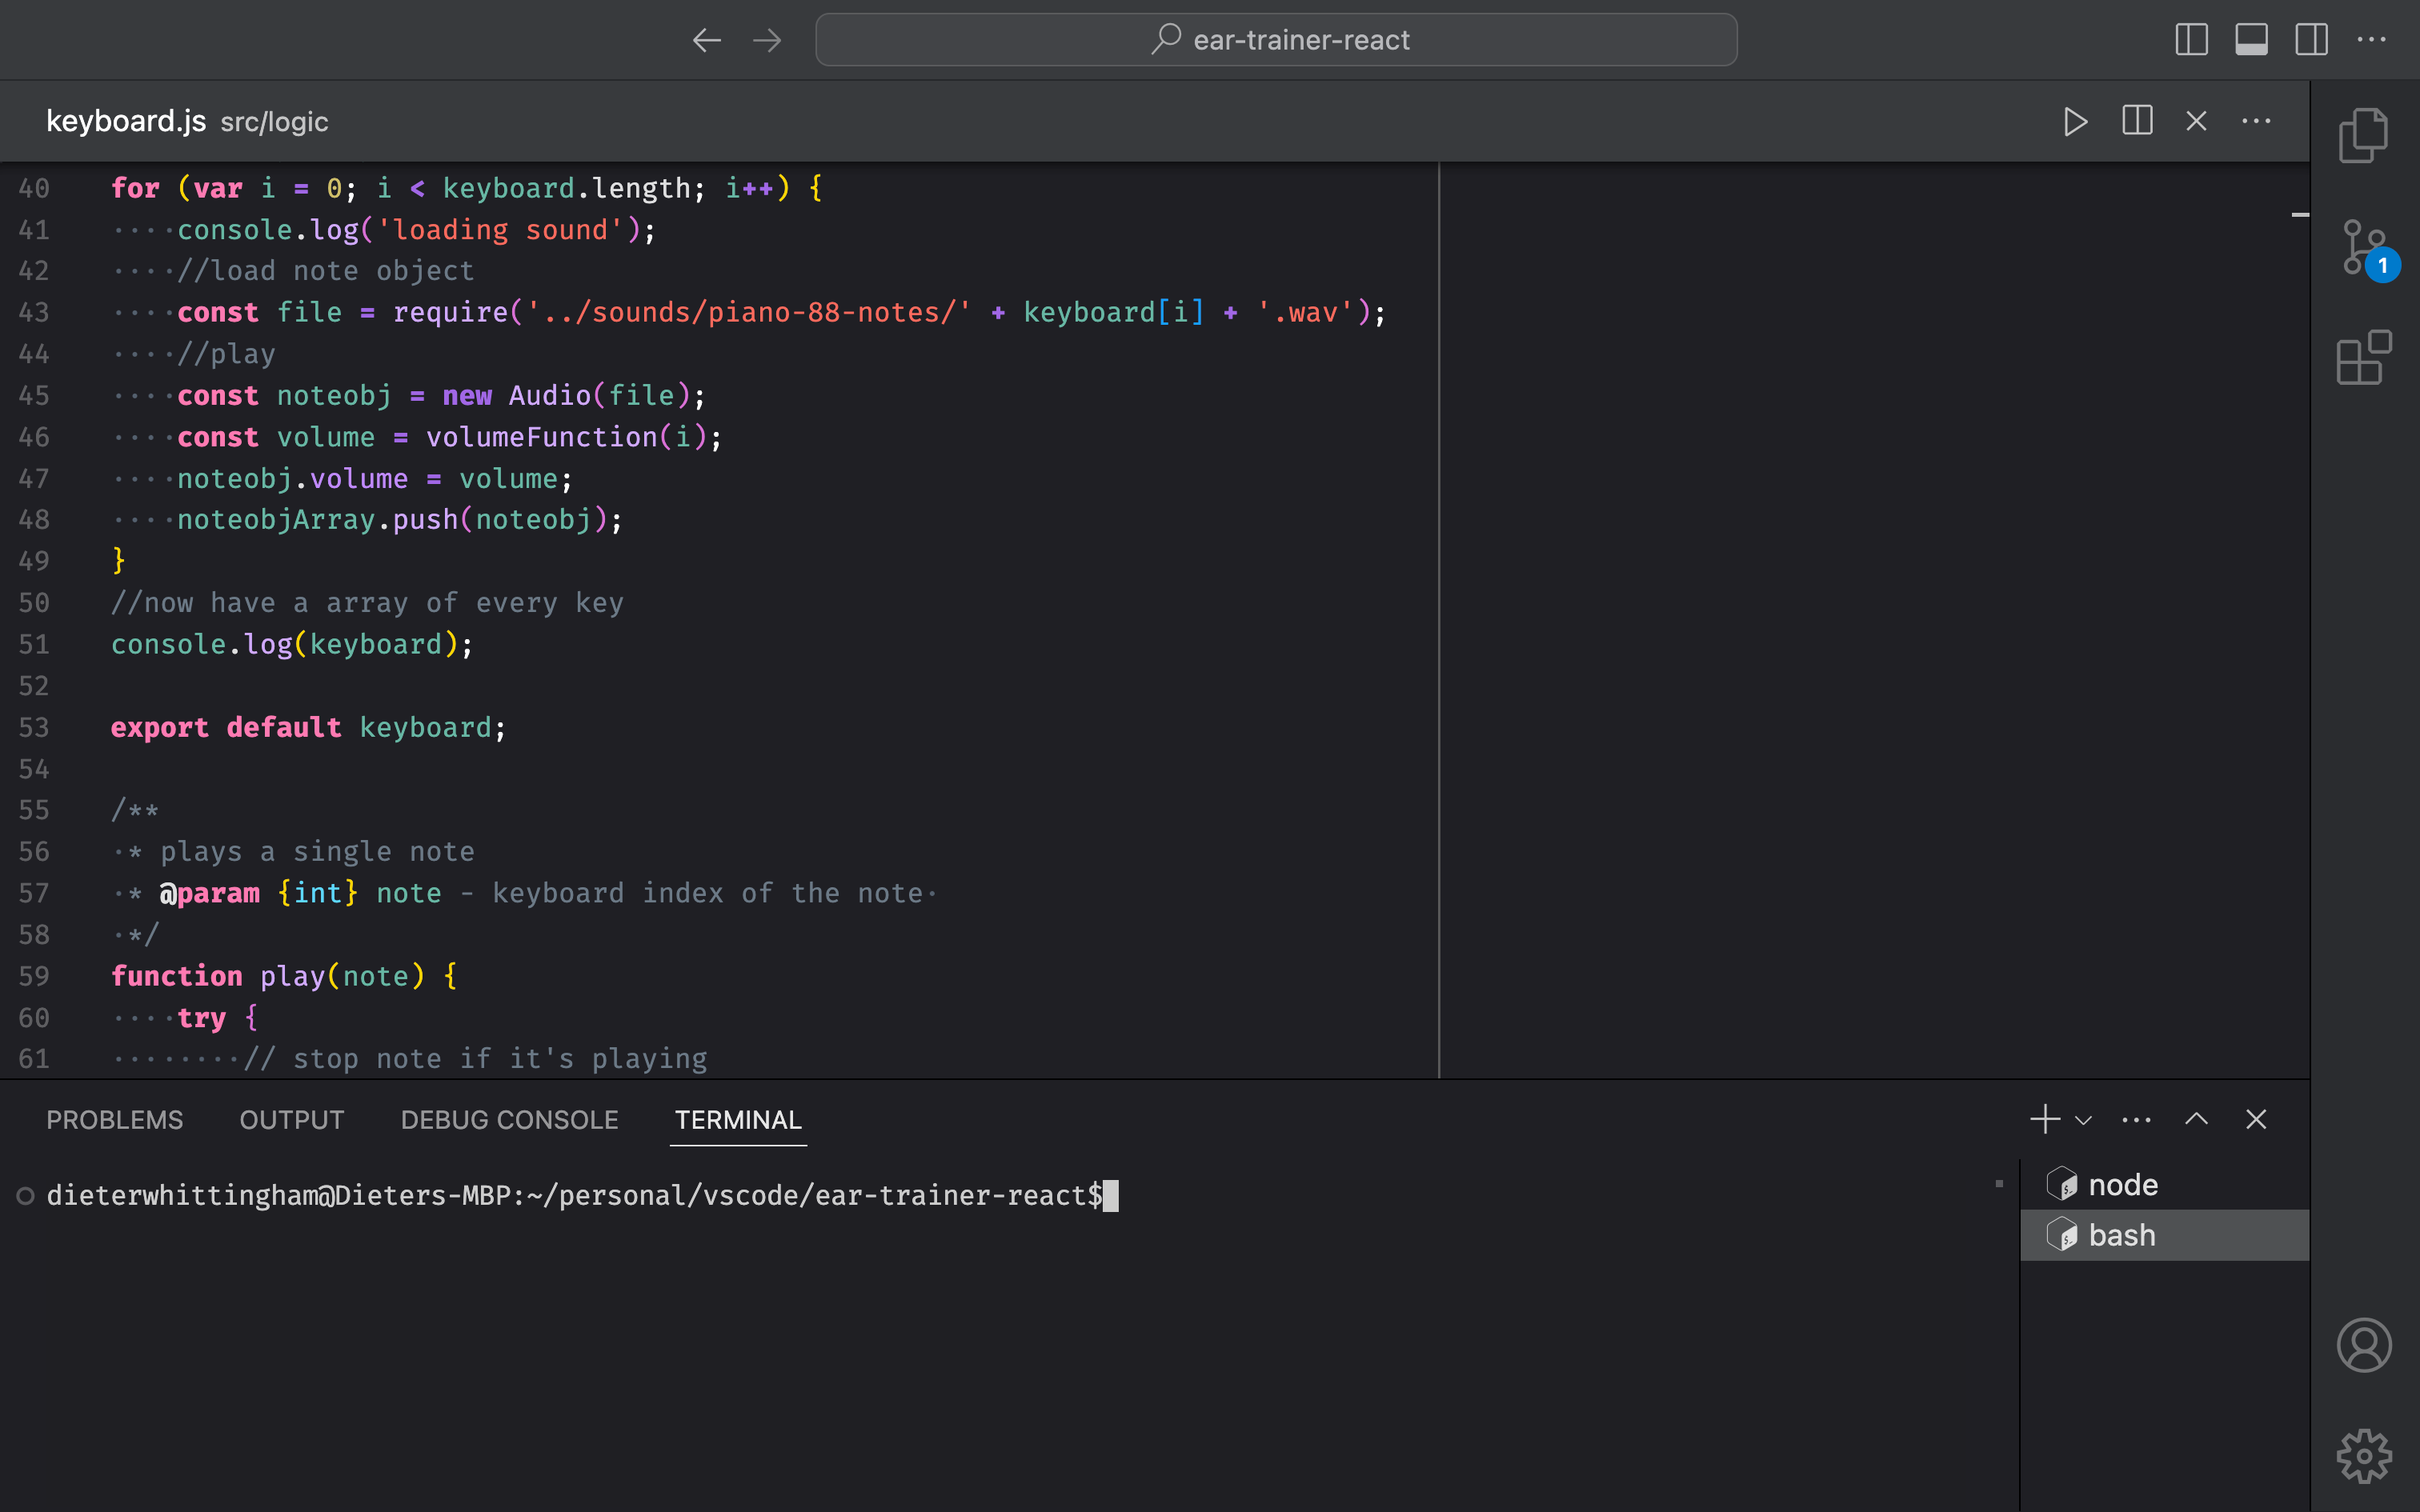 ear-trainer-react
keyboard.js src/logic
40 for (var i = 0; i < keyboard.length; i++) {
41 ····console.log('loading sound');
42 ····//load note object
43 ····const file = require('../sounds/piano-88-notes/' + keyboard[i] + '.wav');
44 ····//play
45 ····const noteobj = new Audio(file);
46 ····const volume = volumeFunction(i);
47 ····noteobj.volume = volume;
48 ····noteobjArray.push(noteobj);
49 }
50 //now have a array of every key
51 console.log(keyboard);
52
53 export default keyboard;
54
55 /**
56 ·* plays a single note
57 ·* @param {int} note - keyboard index of the note·
58 ·*/
59 function play(note) {
60 ····try {
61 ········// stop note if it's playing
1
PROBLEMS OUTPUT DEBUG CONSOLE TERMINAL
dieterwhittingham@Dieters-MBP:~/personal/vscode/ear-trainer-react$
node
bash